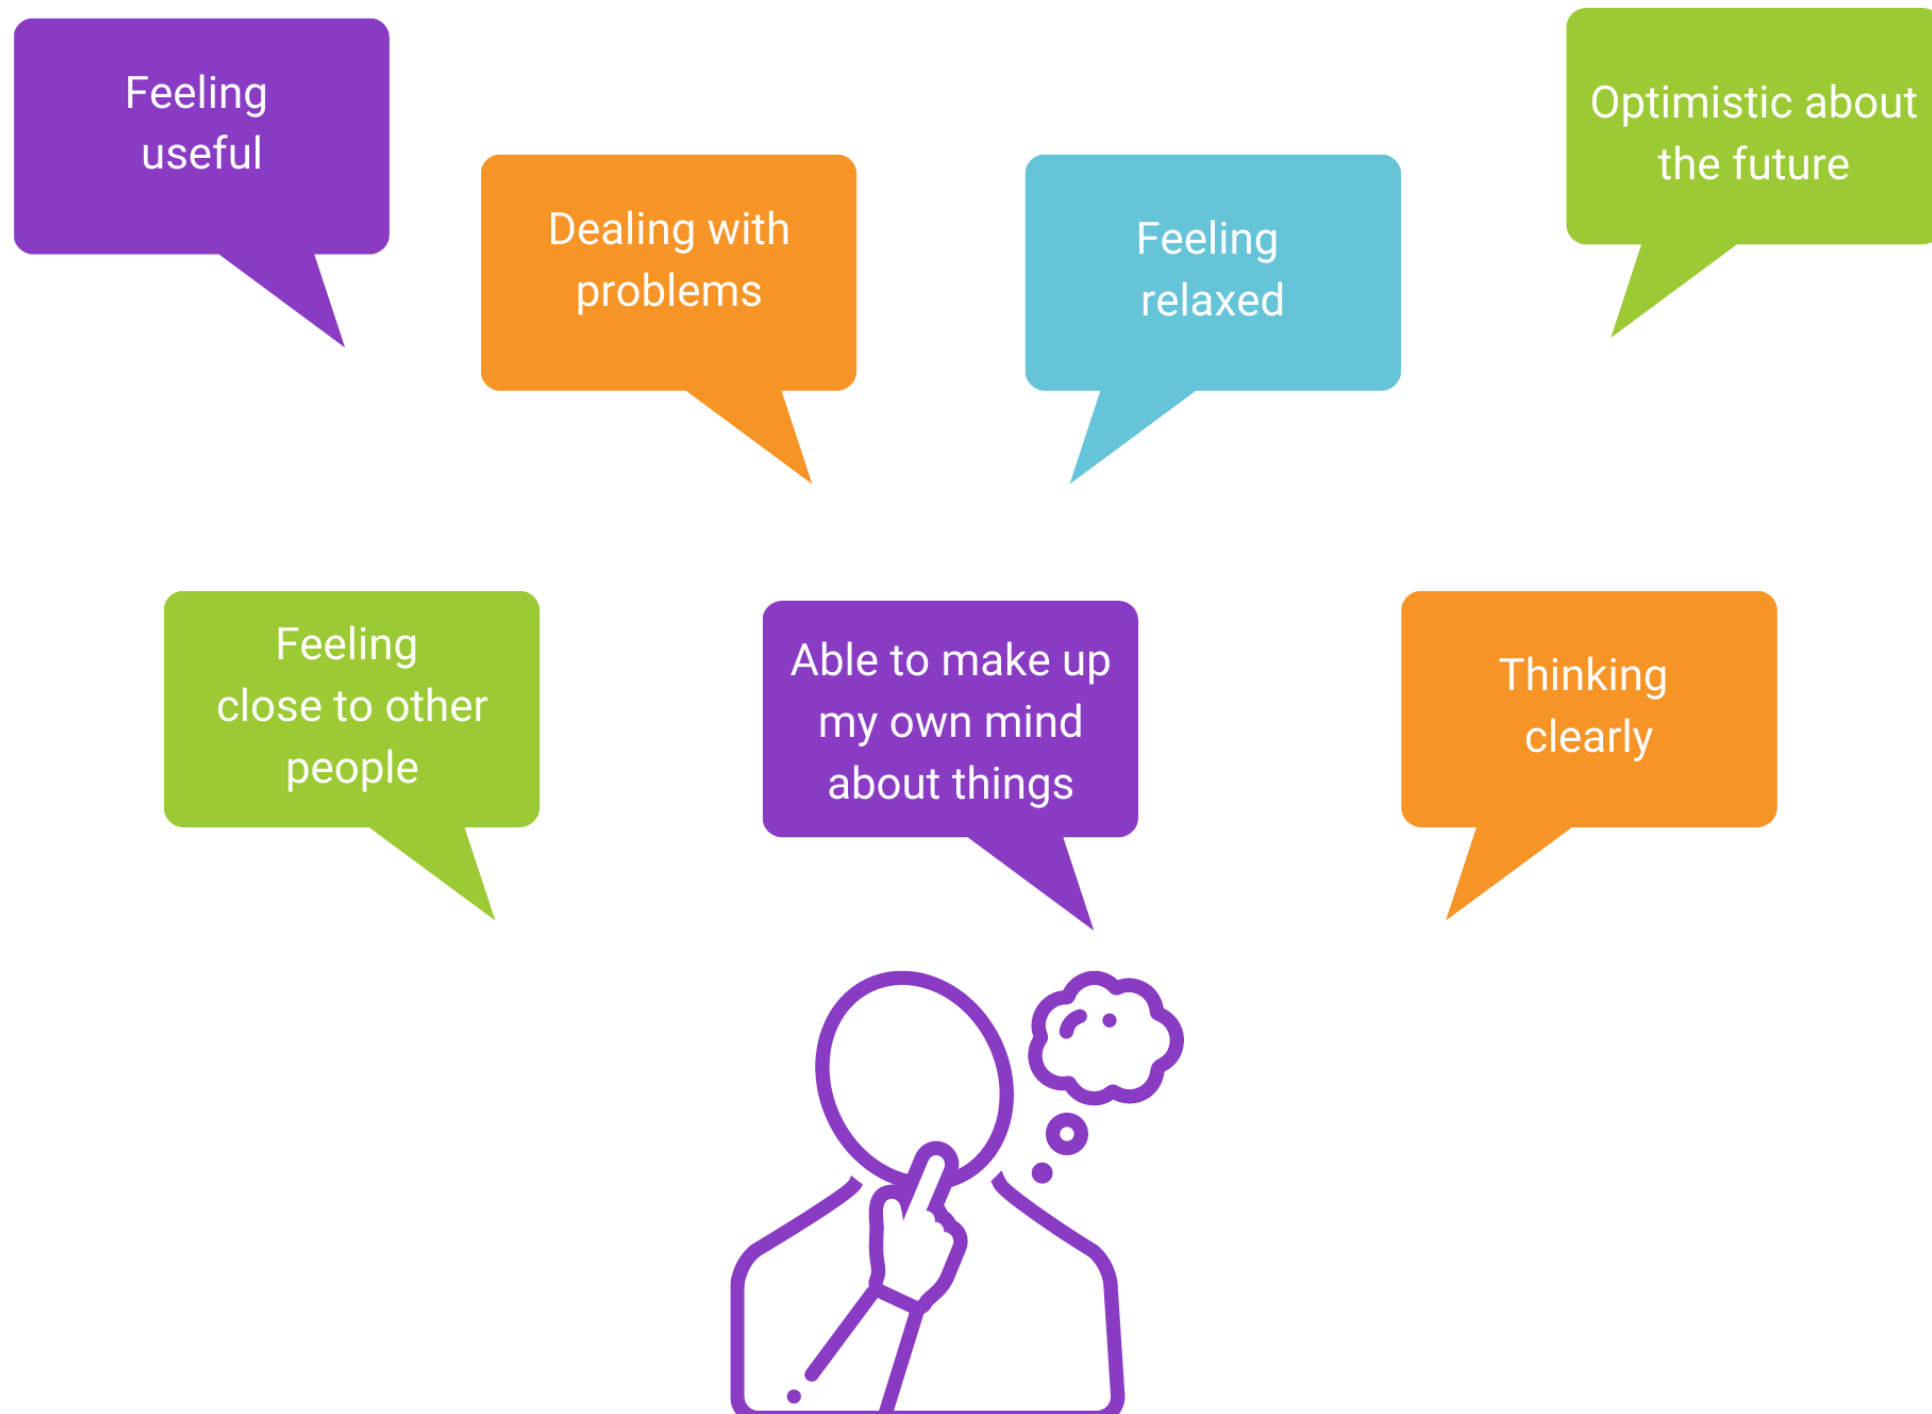 Feeling
useful
Dealing with
problems
Feeling
relaxed
Optimistic about
the future
Feeling
close to other
people
Able to make up
my own mind
about things
Thinking
clearly